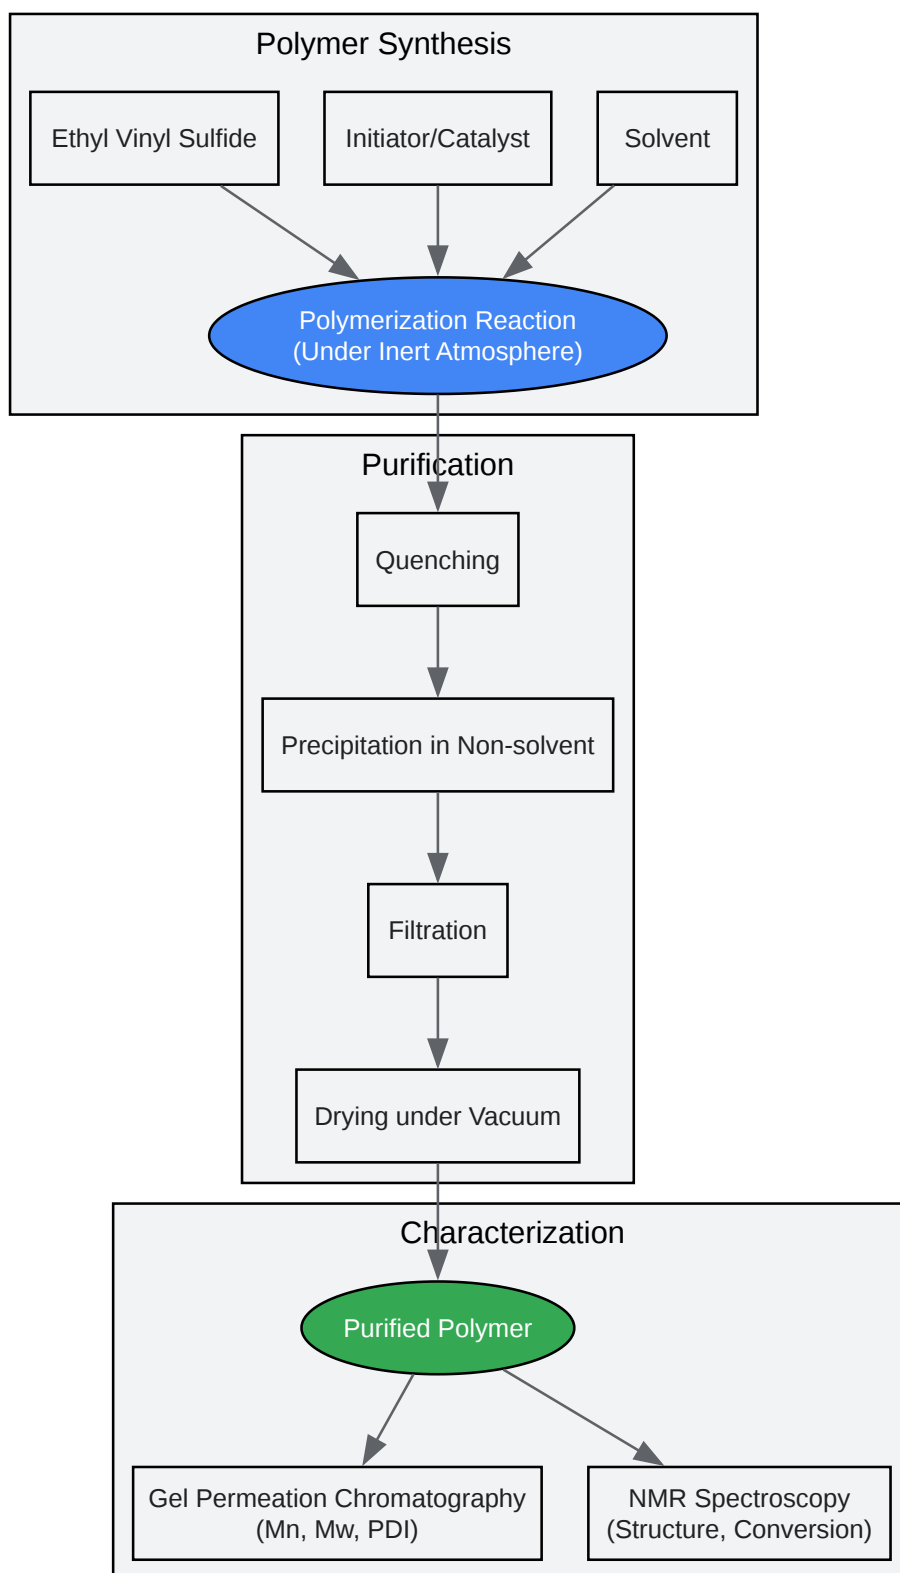 Polymer Synthesis
Ethyl Vinyl Sulfide
Initiator/Catalyst
Solvent
Polymerization Reaction
(Under Inert Atmosphere)
Purification
Quenching
Precipitation in Non-solvent
Filtration
Drying under Vacuum
Characterization
Purified Polymer
Gel Permeation Chromatography
(Mn, Mw, PDI)
NMR Spectroscopy
(Structure, Conversion)